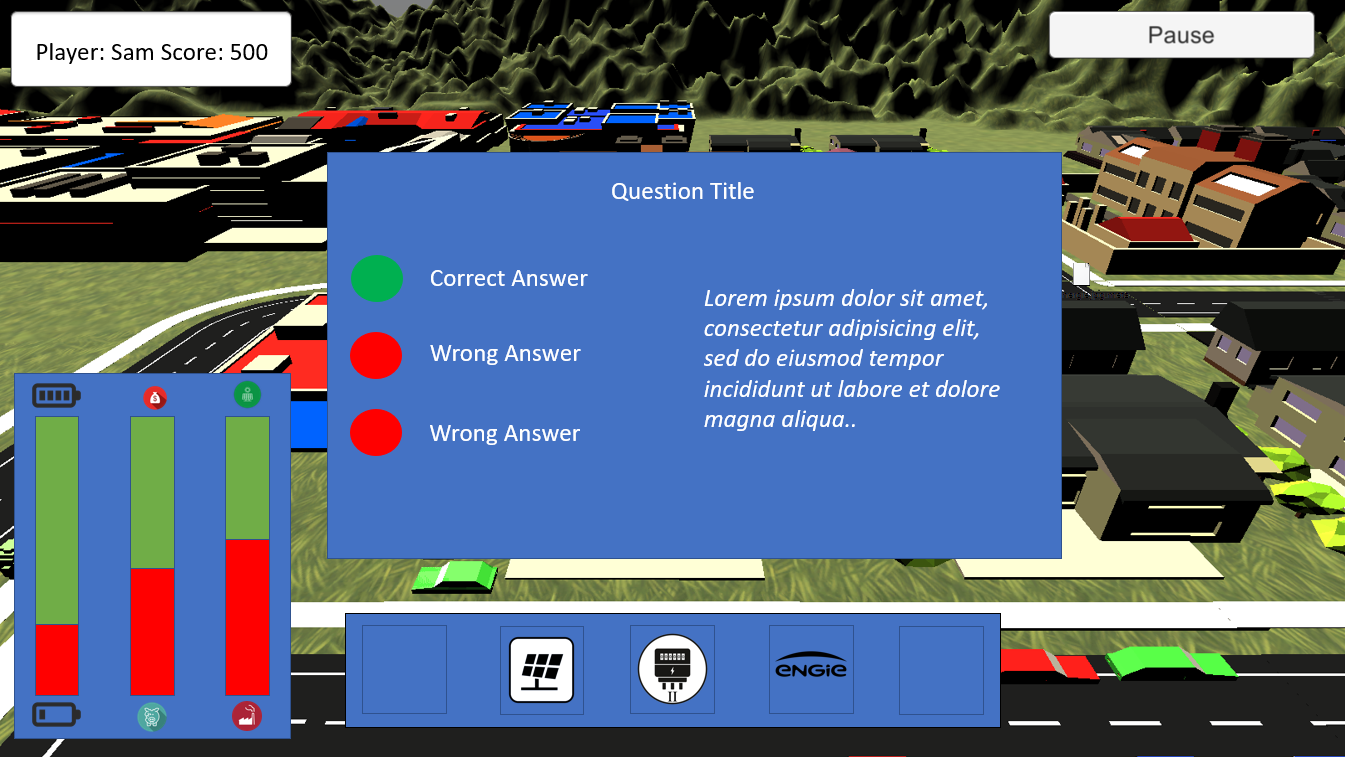 Player: Sam Score: 500
Pause
Question Title
Correct Answer
Wrong Answer
Wrong Answer
Lorem ipsum dolor sit amet,
consectetur adipisicing elit,
sed do eiusmod tempor
incididunt ut labore et dolore
magna aliqua..
ENGIE